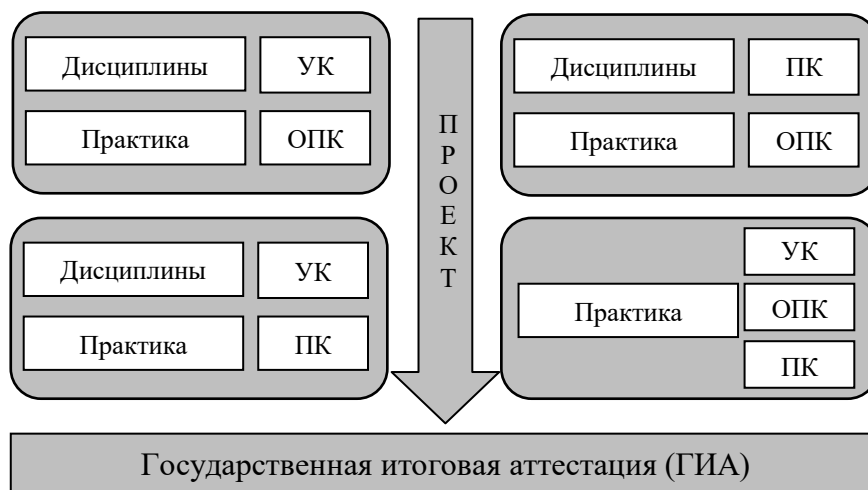 Дисциплины УК
Практика ОПК
Дисциплины УК
Практика ПК
ПРОЕКТ
Дисциплины ПК
Практика ОПК
УК
Практика ОПК
ПК
Государственная итоговая аттестация (ГИА)